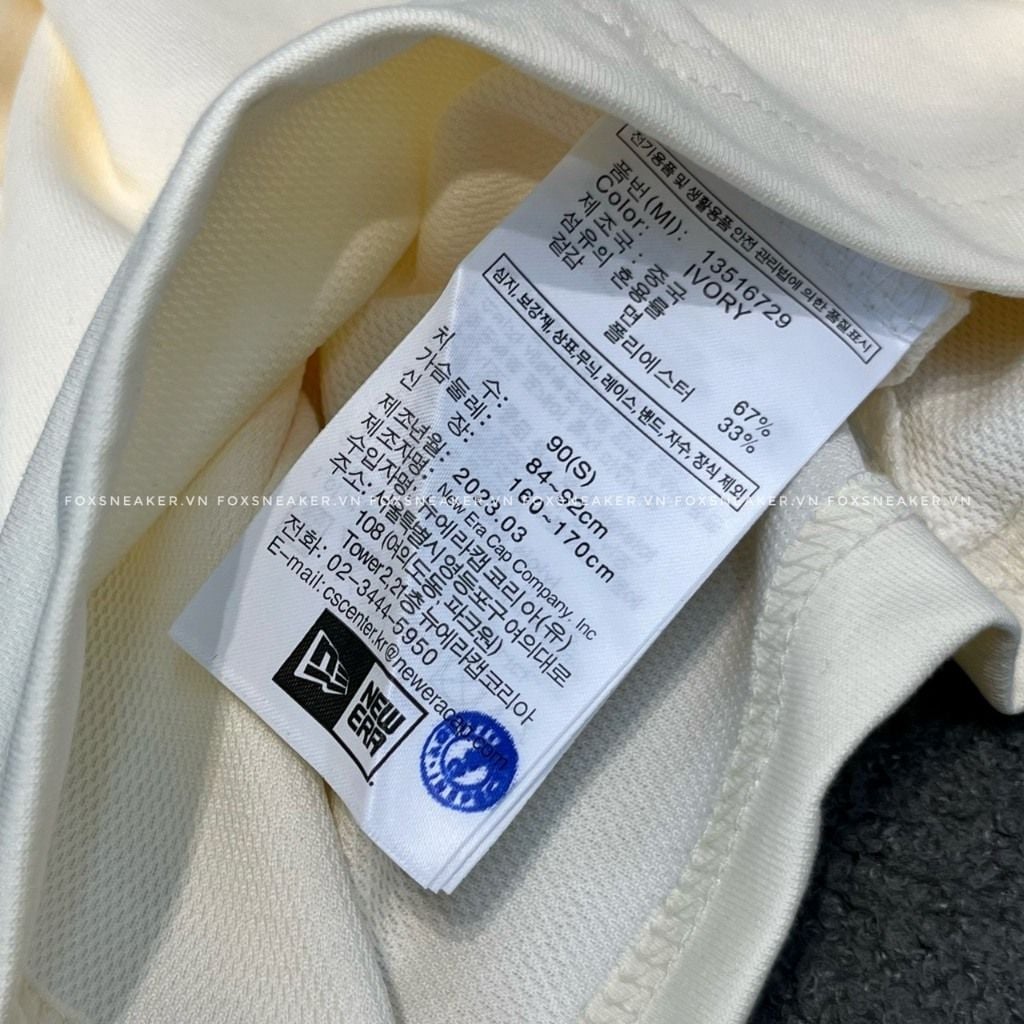 전기용품 및 생활용품 안전 관리법에 의한 품질표시
품번(MI): 13516729
Color: IVORY
제조국: 중국
섬유의 혼용률
겉감 면 67%
폴리에스터 33%
심지, 보강재, 상표, 무늬, 레이스, 밴드, 자수, 장식 제외
치 수: 90(S)
가슴둘레: 84~92cm
신 장: 160~170cm
제조년월: 2023.03
제조자명: New Era Cap Company, Inc
수입자명: 뉴에라캡코리아(유)
주소: 서울특별시 영등포구 여의대로
108(여의도동, 파크원)
Tower2, 21층 뉴에라캡코리아
전화: 02-3444-5950
E-mail: cscenter.kr@neweracap.com
NEW
ERA
FOXSNEAKER.VN FOXSNEAKER.VN FOXSNEAKER.VN FOXSNEAKER.VN FOXSNEAKER.VN FOXSNEAKER.VN